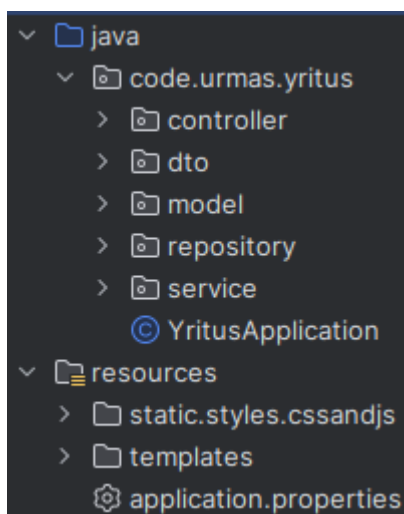 java
code.urmas.yritus
controller
dto
model
repository
service
YritusApplication
resources
static.styles.cssandjs
templates
application.properties